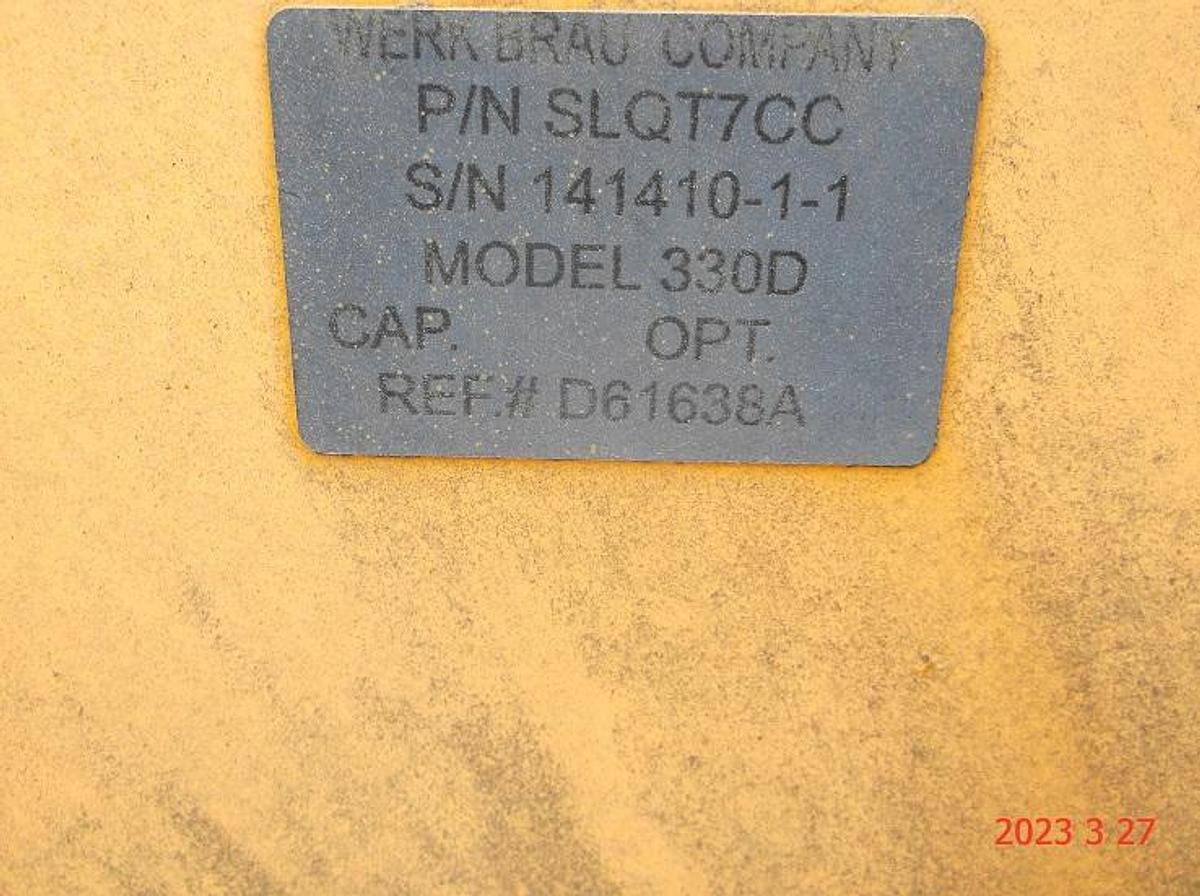 WERK BRAU COMPANY
P/N SLQT7CC
S/N 141410-1-1
MODEL 330D
CAP. OPT.
REF.# D61638A
2023 3 27